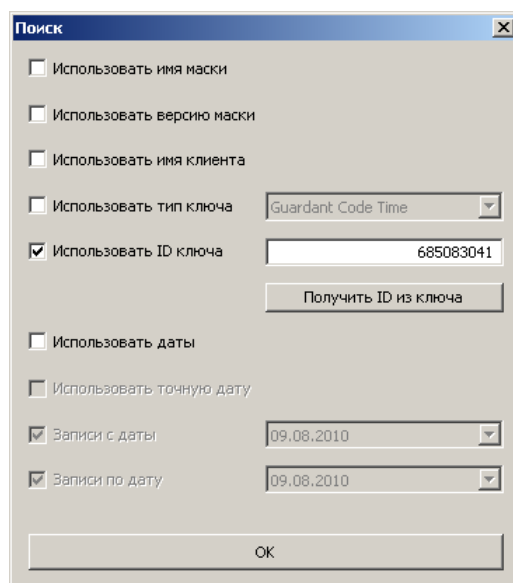 Поиск
Использовать имя маски
Использовать версию маски
Использовать имя клиента
Использовать тип ключа Guardant Code Time
Использовать ID ключа 685083041
Получить ID из ключа
Использовать даты
Использовать точную дату
Записи с даты 09.08.2010
Записи по дату 09.08.2010
OK